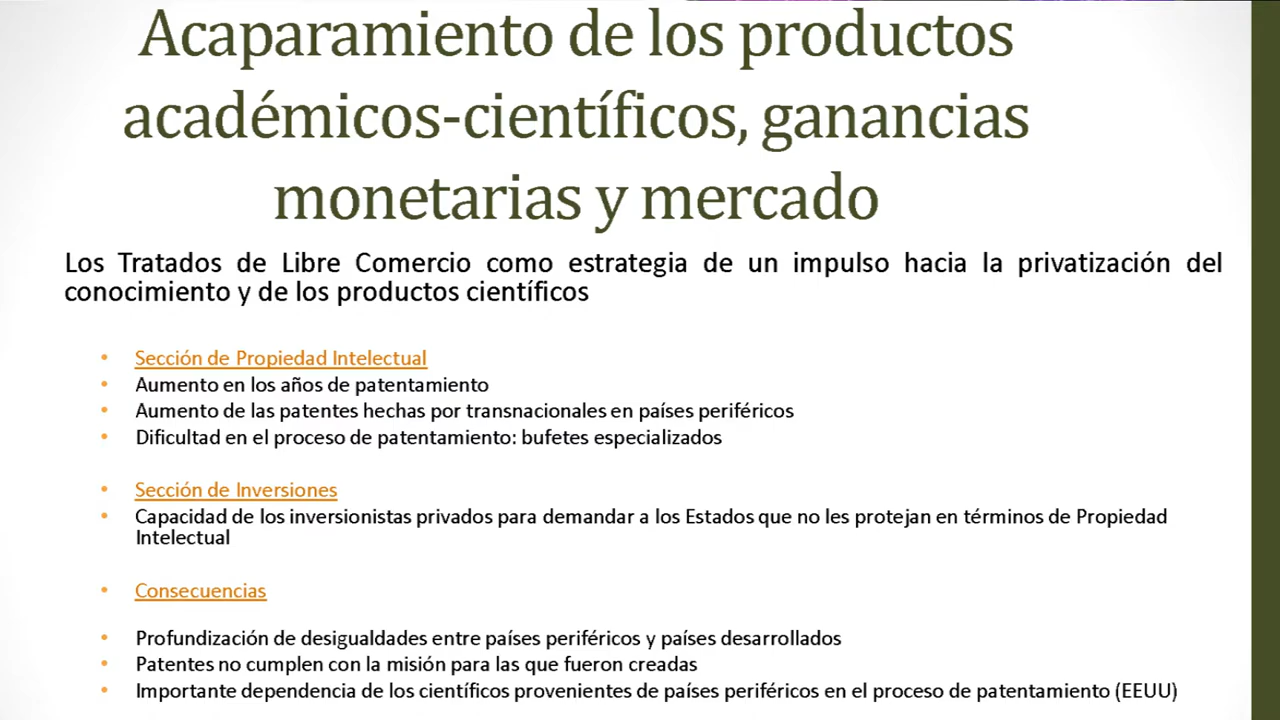 Acaparamiento de los productos
académicos-científicos, ganancias
monetarias y mercado
Los Tratados de Libre Comercio como estrategia de un impulso hacia la privatización del
conocimiento y de los productos científicos
• Sección de Propiedad Intelectual
• Aumento en los años de patentamiento
• Aumento de las patentes hechas por transnacionales en países periféricos
• Dificultad en el proceso de patentamiento: bufetes especializados
• Sección de Inversiones
• Capacidad de los inversionistas privados para demandar a los Estados que no les protejan en términos de Propiedad
Intelectual
• Consecuencias
• Profundización de desigualdades entre países periféricos y países desarrollados
• Patentes no cumplen con la misión para las que fueron creadas
• Importante dependencia de los científicos provenientes de países periféricos en el proceso de patentamiento (EEUU)